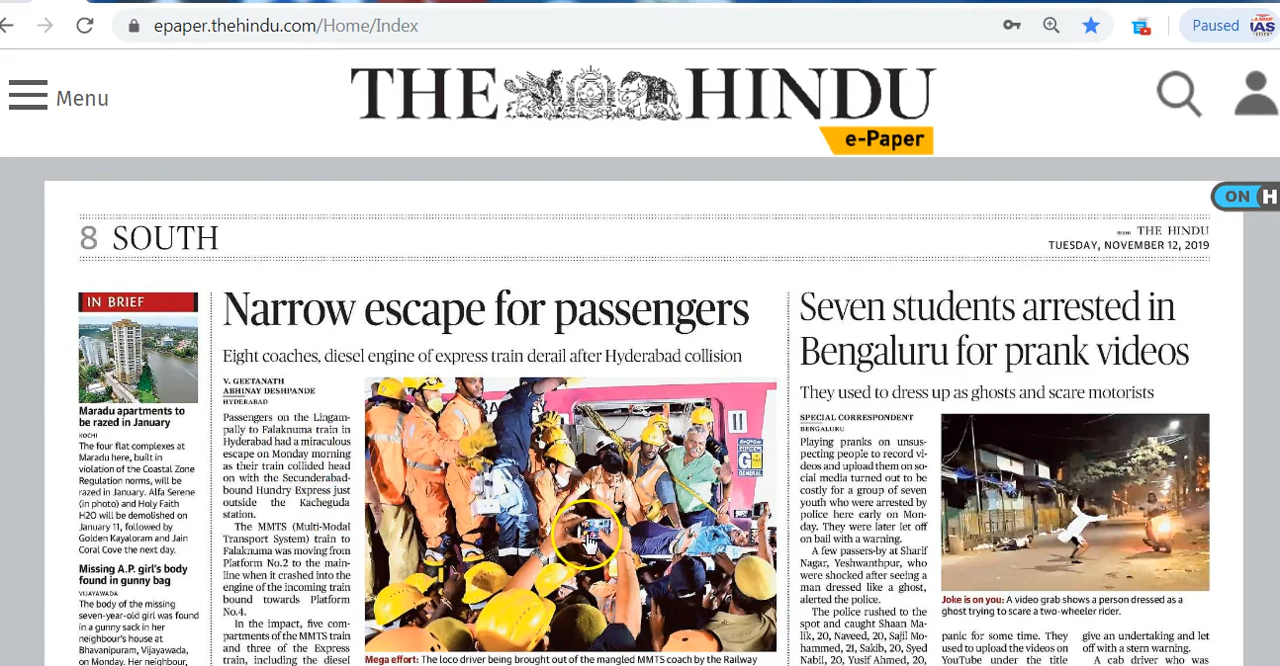 epaper.thehindu.com/Home/Index
Paused
IAS
Menu
THE HINDU
e-Paper
ON H
8 SOUTH
THE HINDU
TUESDAY, NOVEMBER 12, 2019
IN BRIEF
Maradu apartments to
be razed in January
KOCHI
The four flat complexes at
Maradu here, built in
violation of the Coastal Zone
Regulation norms, will be
razed in January. Alfa Serene
(in photo) and Holy Faith
H2O will be demolished on
January 11, followed by
Golden Kayaloram and Jain
Coral Cove the next day.
Missing A.P. girl's body
found in gunny bag
VIJAYAWADA
The body of the missing
seven-year-old girl was found
in a gunny sack in her
neighbour's house at
Bhavanipuram, Vijayawada,
on Monday. Her neighbour,
Narrow escape for passengers
Eight coaches, diesel engine of express train derail after Hyderabad collision
V. GEETANATH
ABHINAY DESHPANDE
HYDERABAD
Passengers on the Lingam-
pally to Falaknuma train in
Hyderabad had a miraculous
escape on Monday morning
as their train collided head
on with the Secunderabad-
bound Hundry Express just
outside the Kacheguda
station.
The MMTS (Multi-Modal
Transport System) train to
Falaknuma was moving from
Platform No.2 to the main-
line when it crashed into the
engine of the incoming train
bound towards Platform
No.4.
In the impact, five com-
partments of the MMTS train
and three of the Express
train, including the diesel
GENERAL
Mega effort: The loco driver being brought out of the mangled MMTS coach by the Railway
Seven students arrested in
Bengaluru for prank videos
They used to dress up as ghosts and scare motorists
SPECIAL CORRESPONDENT
BENGALURU
Playing pranks on unsus-
pecting people to record vi-
deos and upload them on so-
cial media turned out to be
costly for a group of seven
youth who were arrested by
police here early on Mon-
day. They were later let off
on bail with a warning.
A few passers-by at Sharif
Nagar, Yeshwanthpur, who
were shocked after seeing a
man dressed like a ghost,
alerted the police.
The police rushed to the
spot and caught Shaan Ma-
lik, 20, Naveed, 20, Sajil Mo-
hammed, 21, Sakib, 20, Syed
Nabil, 20, Yusif Ahmed, 20,
Joke is on you: A video grab shows a person dressed as a
ghost trying to scare a two-wheeler rider.
panic for some time. They
used to upload the videos on
YouTube under the title
give an undertaking and let
off with a stern warning.
A cab driver who was